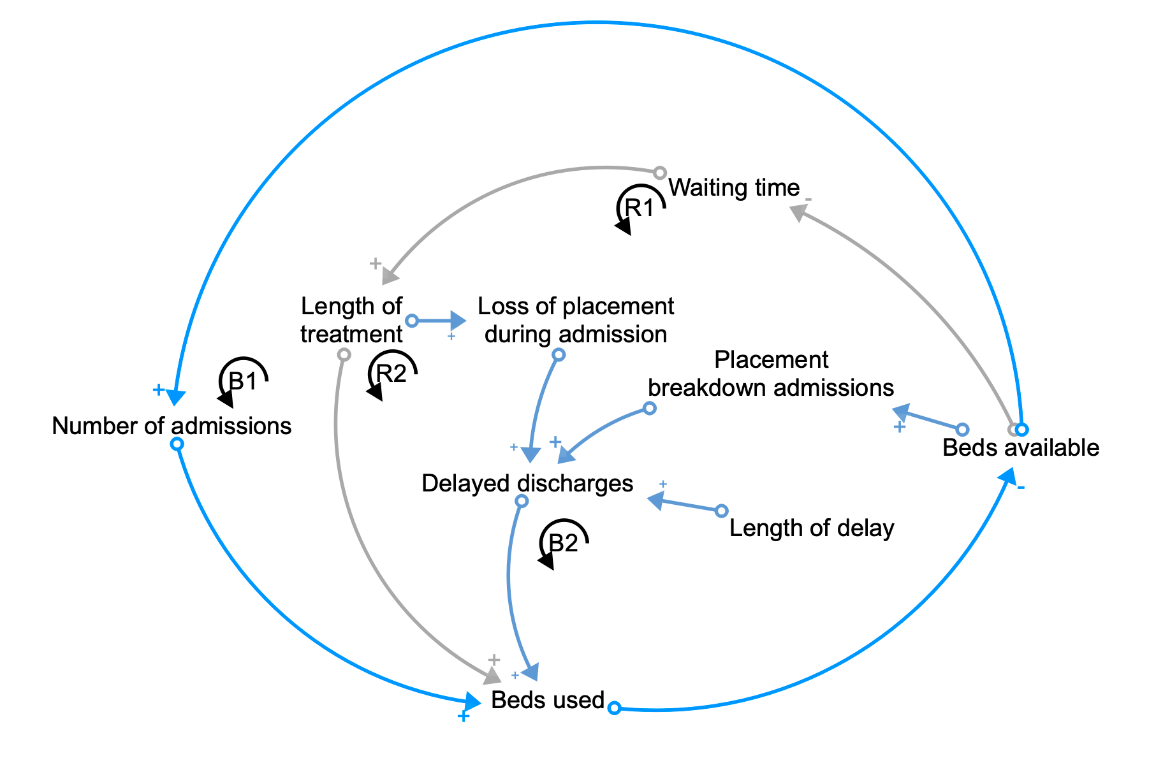 Waiting time
-
R1
+
Length of
treatment
+
Loss of placement
during admission
R2
Placement
breakdown admissions
+
B1
+
Number of admissions
+
Beds available
-
+
+
Delayed discharges
+
Length of delay
B2
+
+
Beds used
+